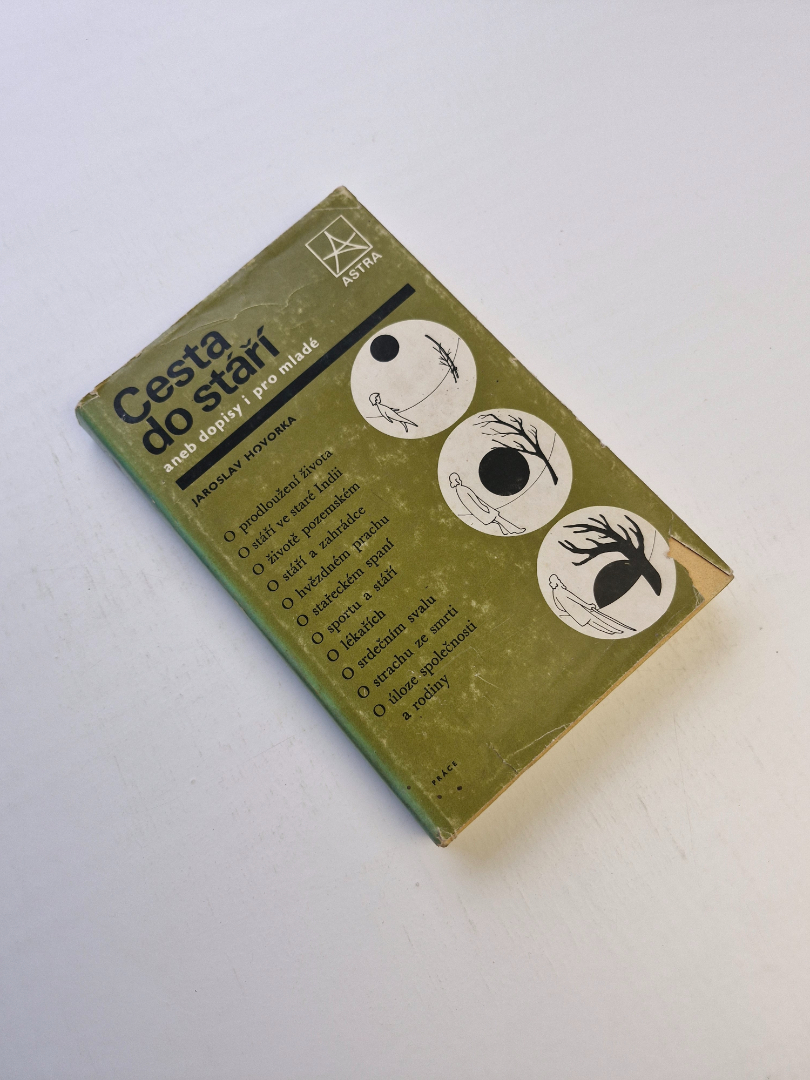 ASTRA
Cesta
do stáří
aneb dopisy i pro mladé
JAROSLAV HOVORKA
O prodloužení života
O stáří ve staré Indii
O životě pozemském
O stáří a zahrádce
O hvězdném prachu
O stařeckém spaní
O sportu a stáří
O lékařích
O srdečním svalu
O strachu ze smrti
O úloze společnosti
a rodiny
PRÁCE